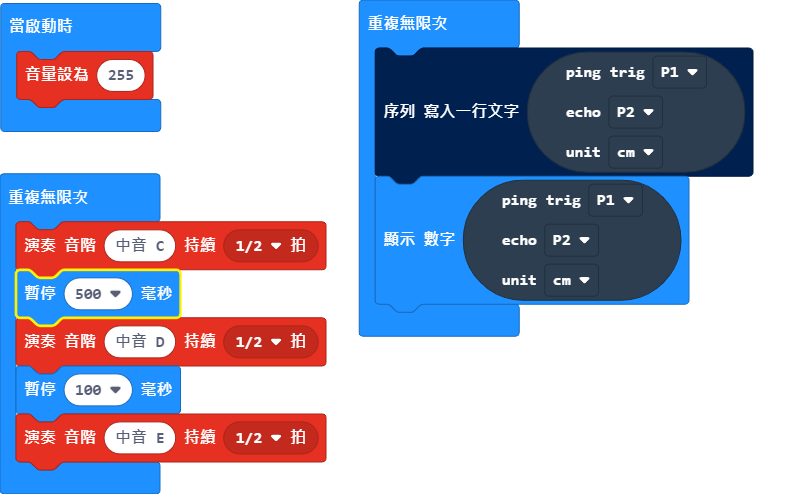 當啟動時
音量設為 255
重複無限次
演奏 音階 中音 C 持續 1/2 拍
暫停 500 毫秒
演奏 音階 中音 D 持續 1/2 拍
暫停 100 毫秒
演奏 音階 中音 E 持續 1/2 拍
重複無限次
ping trig P1
序列 寫入一行文字 echo P2
unit cm
ping trig P1
顯示 數字 echo P2
unit cm